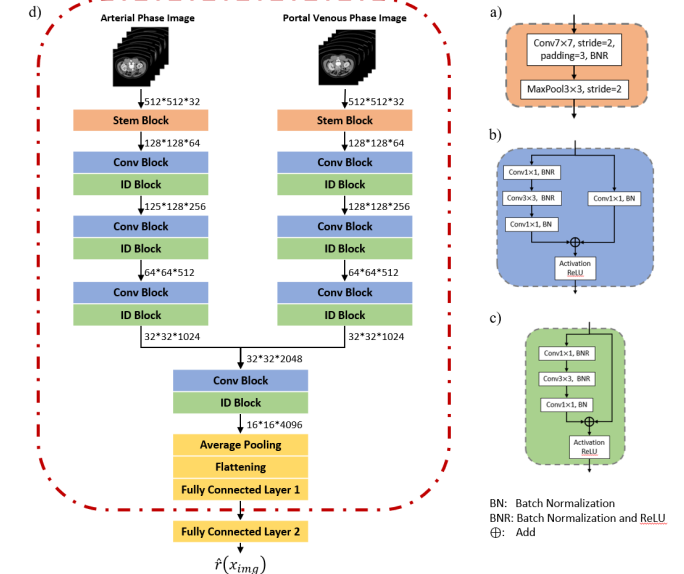 d)
Arterial Phase Image
Portal Venous Phase Image
512*512*32
512*512*32
Stem Block
Stem Block
128*128*64
128*128*64
Conv Block
Conv Block
ID Block
ID Block
125*128*256
128*128*256
Conv Block
Conv Block
ID Block
ID Block
64*64*512
64*64*512
Conv Block
Conv Block
ID Block
ID Block
32*32*1024
32*32*1024
32*32*2048
Conv Block
ID Block
16*16*4096
Average Pooling
Flattening
Fully Connected Layer 1
Fully Connected Layer 2
r̂(x_img)
a)
Conv7×7, stride=2,
padding=3, BNR
MaxPool3×3, stride=2
b)
Conv1×1, BNR
Conv3×3, BNR
Conv1×1, BN
Conv1×1, BN
⊕
Activation
ReLU
c)
Conv1×1, BNR
Conv3×3, BNR
Conv1×1, BN
⊕
Activation
ReLU
BN: Batch Normalization
BNR: Batch Normalization and ReLU
⊕: Add